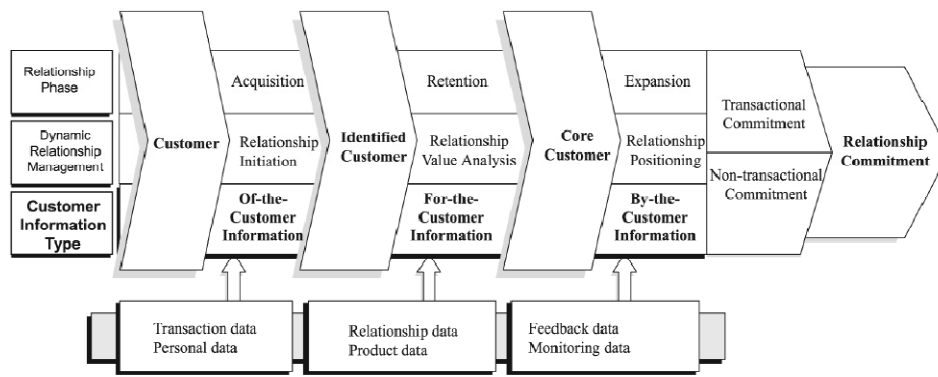 Relationship
Phase
Acquisition
Retention
Expansion
Dynamic
Relationship
Management
Customer
Relationship
Initiation
Identified
Customer
Relationship
Value Analysis
Core
Customer
Relationship
Positioning
Transactional
Commitment
Non-transactional
Commitment
Relationship
Commitment
Customer
Information
Type
Of-the-
Customer
Information
For-the-
Customer
Information
By-the-
Customer
Information
Transaction data
Personal data
Relationship data
Product data
Feedback data
Monitoring data